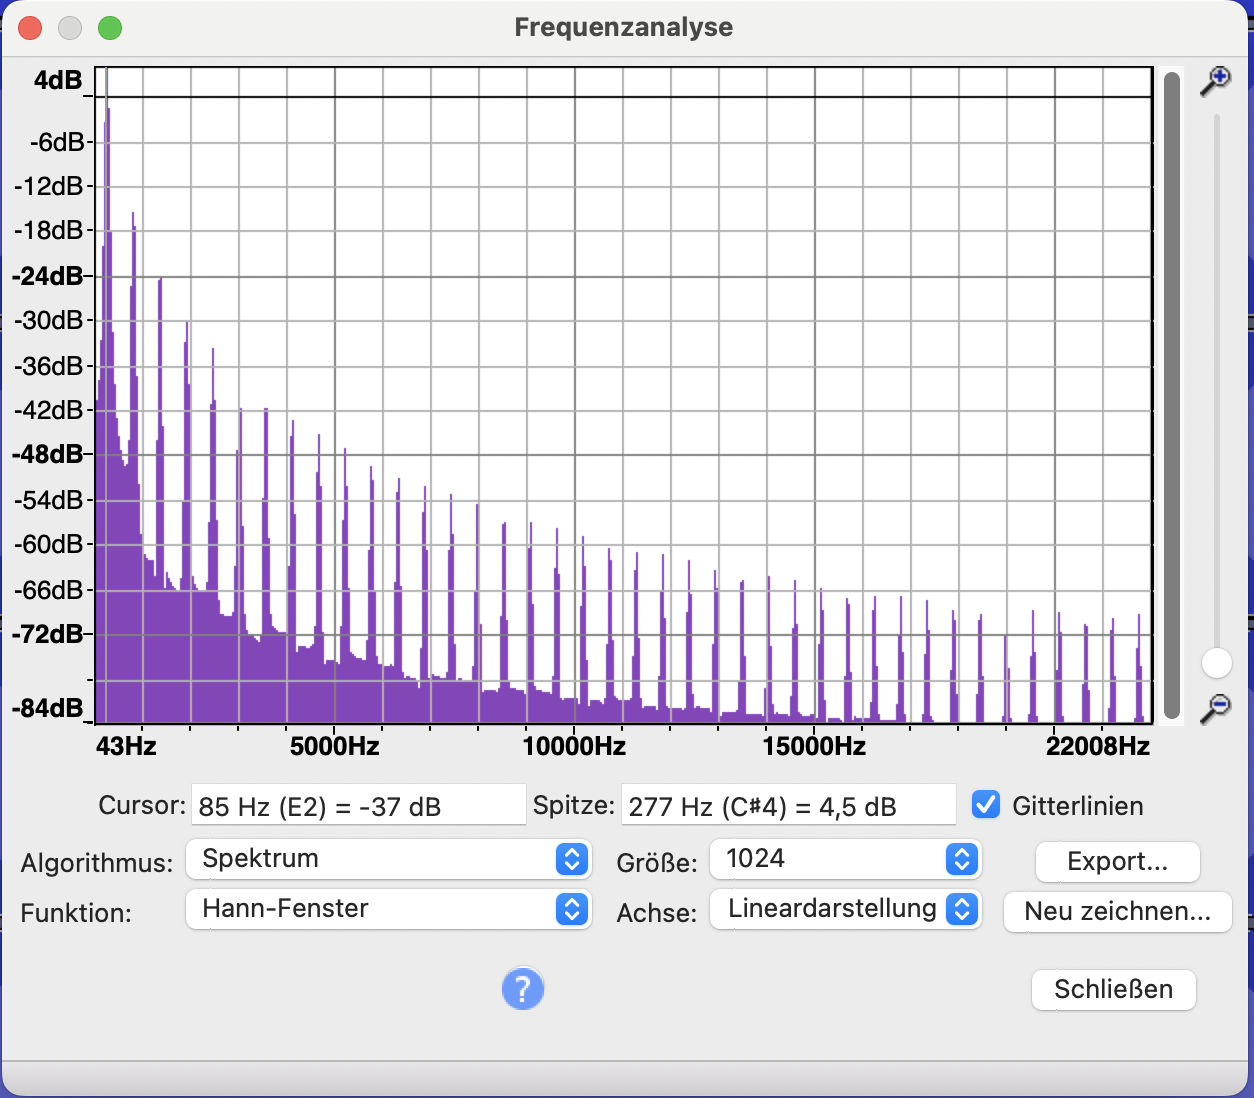 Frequenzanalyse
4dB
-6dB
-12dB
-18dB
-24dB
-30dB
-36dB
-42dB
-48dB
-54dB
-60dB
-66dB
-72dB
-84dB
43Hz 5000Hz 10000Hz 15000Hz 22008Hz
Cursor: 85 Hz (E2) = -37 dB Spitze: 277 Hz (C#4) = 4,5 dB Gitterlinien
Algorithmus: Spektrum Größe: 1024 Export...
Funktion: Hann-Fenster Achse: Lineardarstellung Neu zeichnen...
? Schließen